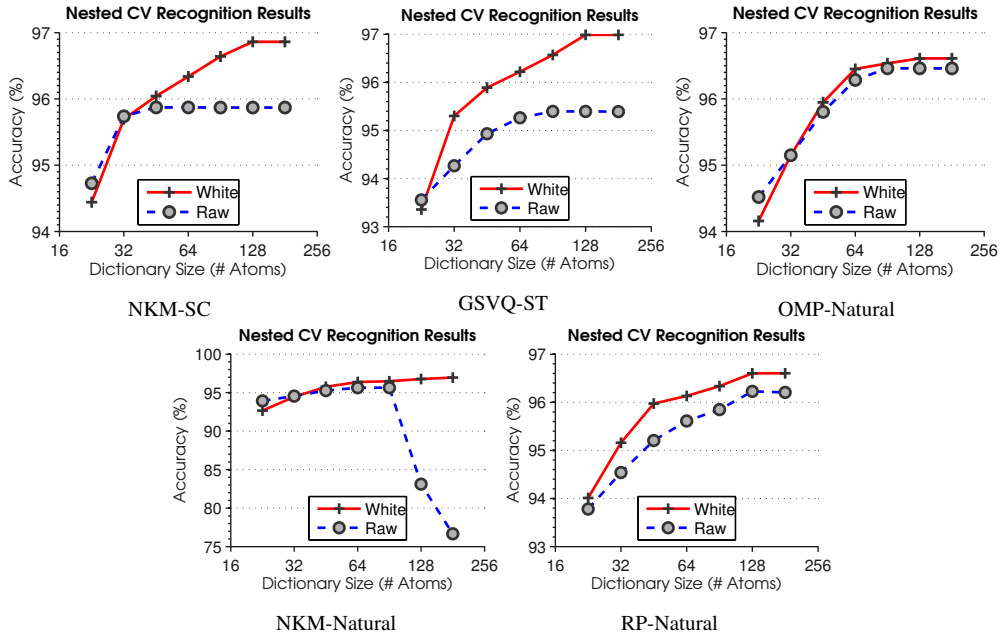 Nested CV Recognition Results
97
96
95
94
Accuracy (%)
White
Raw
16 32 64 128 256
Dictionary Size (# Atoms)
NKM-SC
Nested CV Recognition Results
97
96
95
94
93
Accuracy (%)
White
Raw
16 32 64 128 256
Dictionary Size (# Atoms)
GSVQ-ST
Nested CV Recognition Results
97
96
95
94
Accuracy (%)
White
Raw
16 32 64 128 256
Dictionary Size (# Atoms)
OMP-Natural
Nested CV Recognition Results
100
95
90
85
80
75
Accuracy (%)
White
Raw
16 32 64 128 256
Dictionary Size (# Atoms)
NKM-Natural
Nested CV Recognition Results
97
96
95
94
93
Accuracy (%)
White
Raw
16 32 64 128 256
Dictionary Size (# Atoms)
RP-Natural